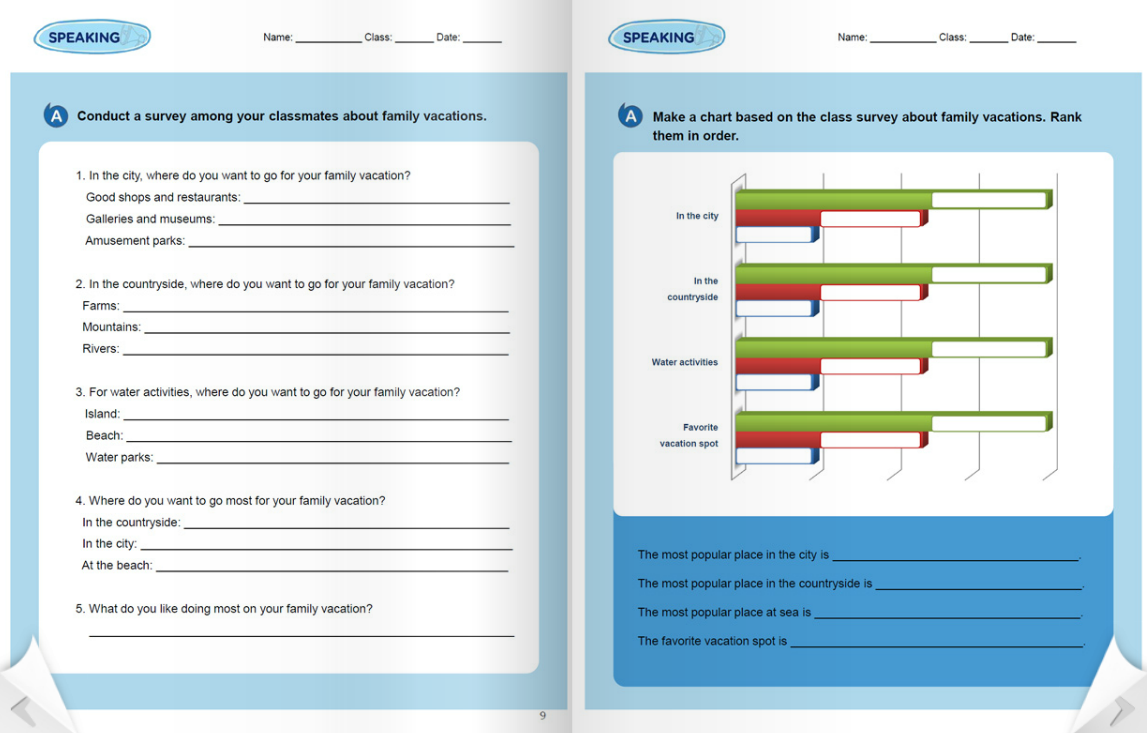 SPEAKING
Name: __________ Class: ______ Date: ______
A Conduct a survey among your classmates about family vacations.
1. In the city, where do you want to go for your family vacation?
Good shops and restaurants: ____________________
Galleries and museums: ____________________
Amusement parks: ____________________
2. In the countryside, where do you want to go for your family vacation?
Farms: ____________________
Mountains: ____________________
Rivers: ____________________
3. For water activities, where do you want to go for your family vacation?
Island: ____________________
Beach: ____________________
Water parks: ____________________
4. Where do you want to go most for your family vacation?
In the countryside: ____________________
In the city: ____________________
At the beach: ____________________
5. What do you like doing most on your family vacation?
____________________
9
SPEAKING
Name: __________ Class: ______ Date: ______
A Make a chart based on the class survey about family vacations. Rank
them in order.
In the city
In the
countryside
Water activities
Favorite
vacation spot
The most popular place in the city is ____________________.
The most popular place in the countryside is ____________________.
The most popular place at sea is ____________________.
The favorite vacation spot is ____________________.